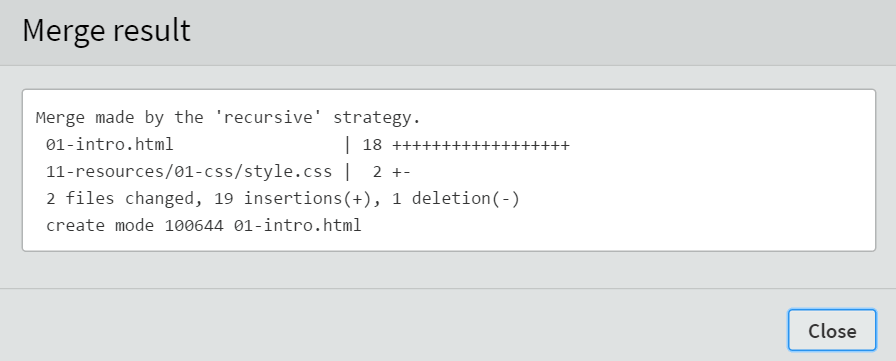 Merge result
Merge made by the 'recursive' strategy.
 01-intro.html                 | 18 ++++++++++++++++++
 11-resources/01-css/style.css |  2 +-
 2 files changed, 19 insertions(+), 1 deletion(-)
 create mode 100644 01-intro.html
Close